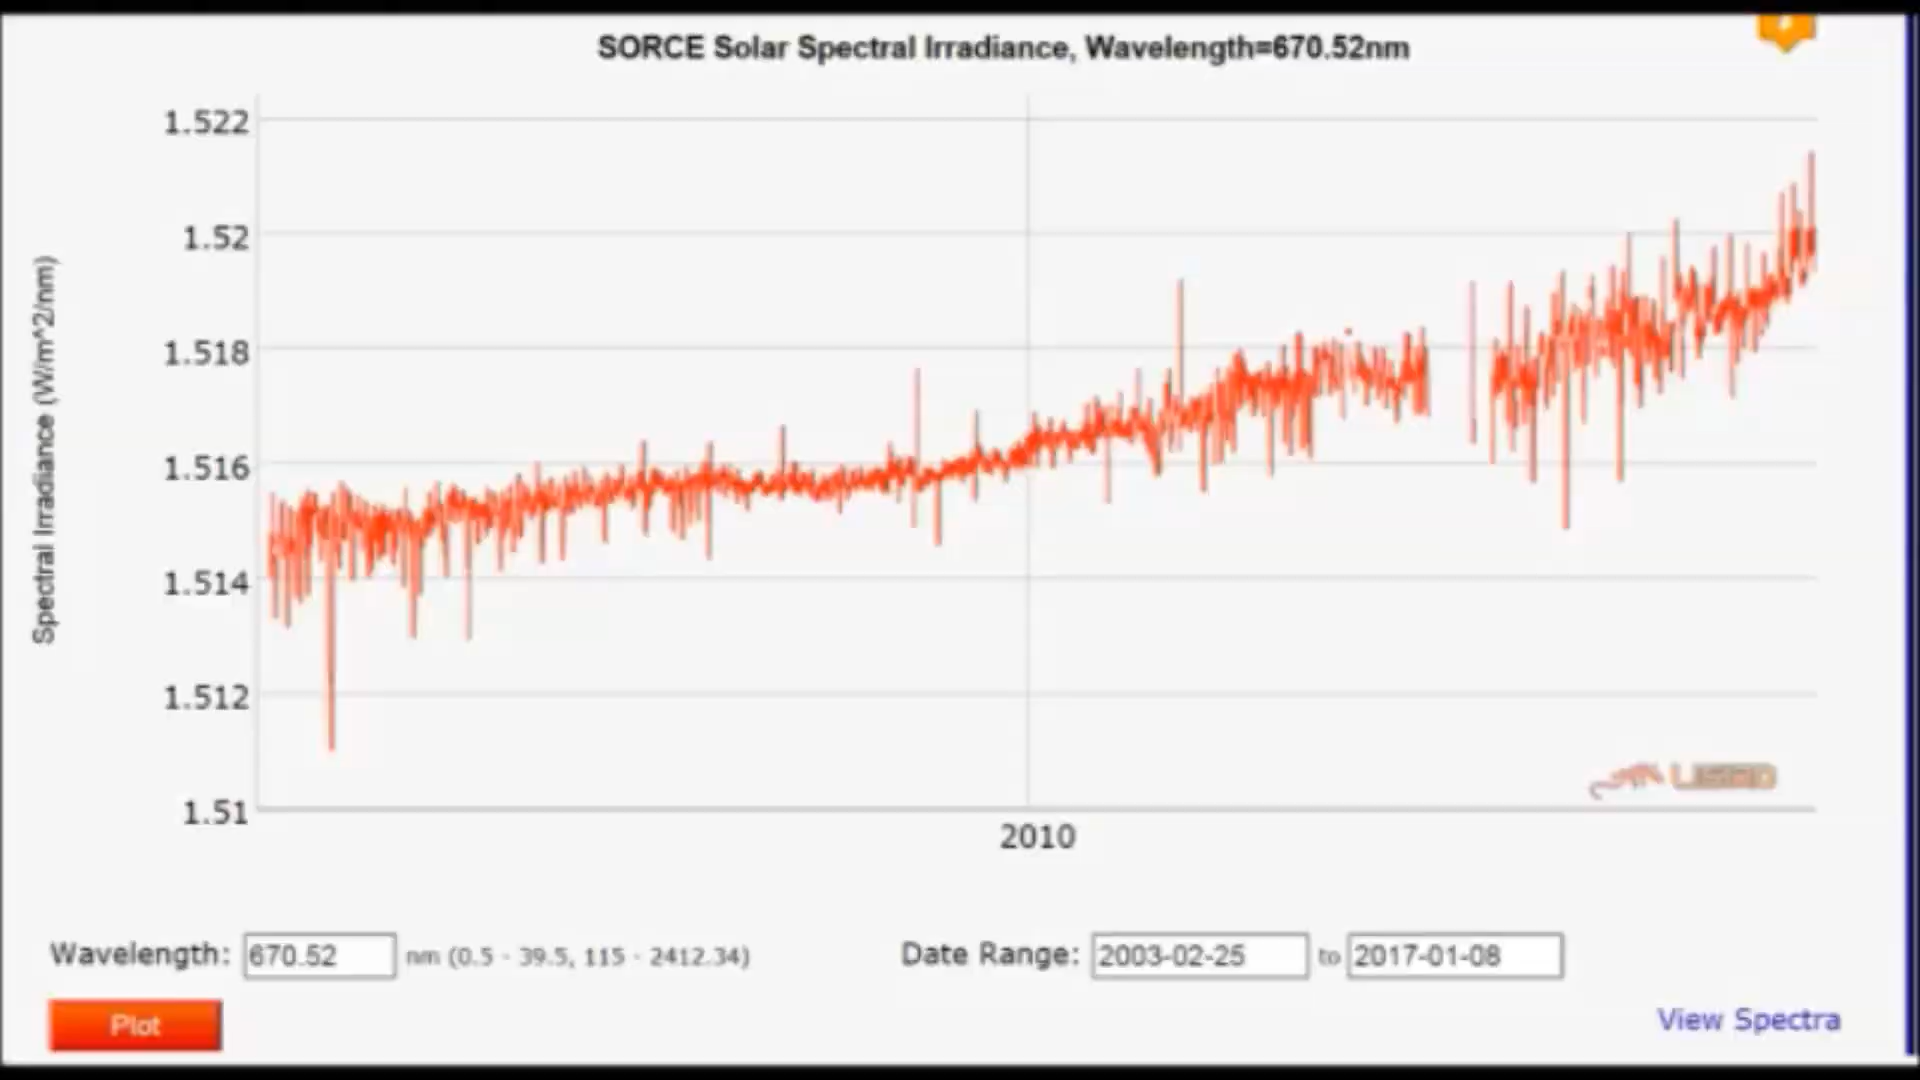 SORCE Solar Spectral Irradiance, Wavelength=670.52nm
Spectral Irradiance (W/m^2/nm)
1.522
1.52
1.518
1.516
1.514
1.512
1.51
2010
LISIRD
Wavelength: 670.52 nm (0.5 - 39.5, 115 - 2412.34)
Date Range: 2003-02-25 to 2017-01-08
Plot
View Spectra